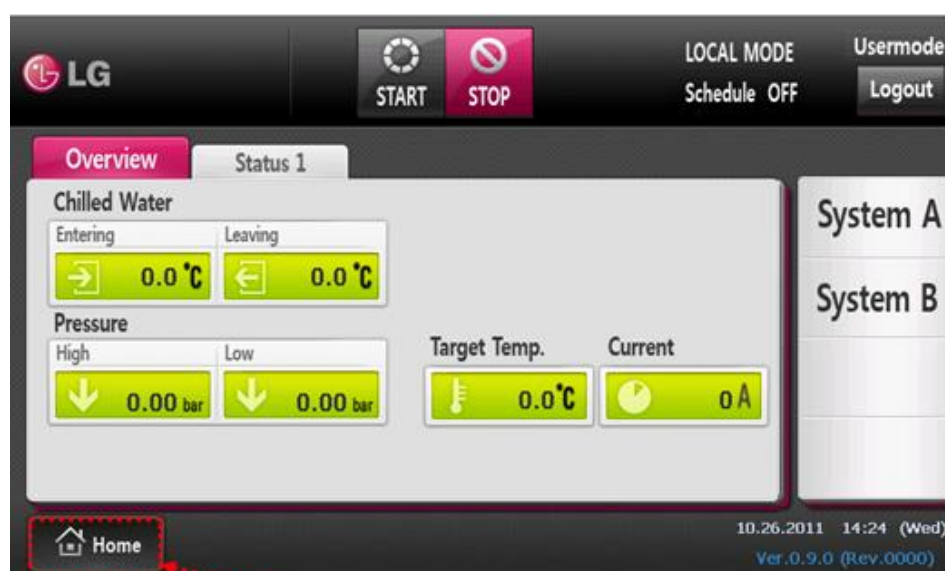 LG
START STOP
LOCAL MODE
Schedule OFF
Usermode
Logout
Overview Status 1
Chilled Water
Entering Leaving
0.0 °C 0.0 °C
Pressure
High Low
0.00 bar 0.00 bar
Target Temp. Current
0.0°C 0 A
System A
System B
Home
10.26.2011 14:24 (Wed)
Ver.0.9.0 (Rev.0000)